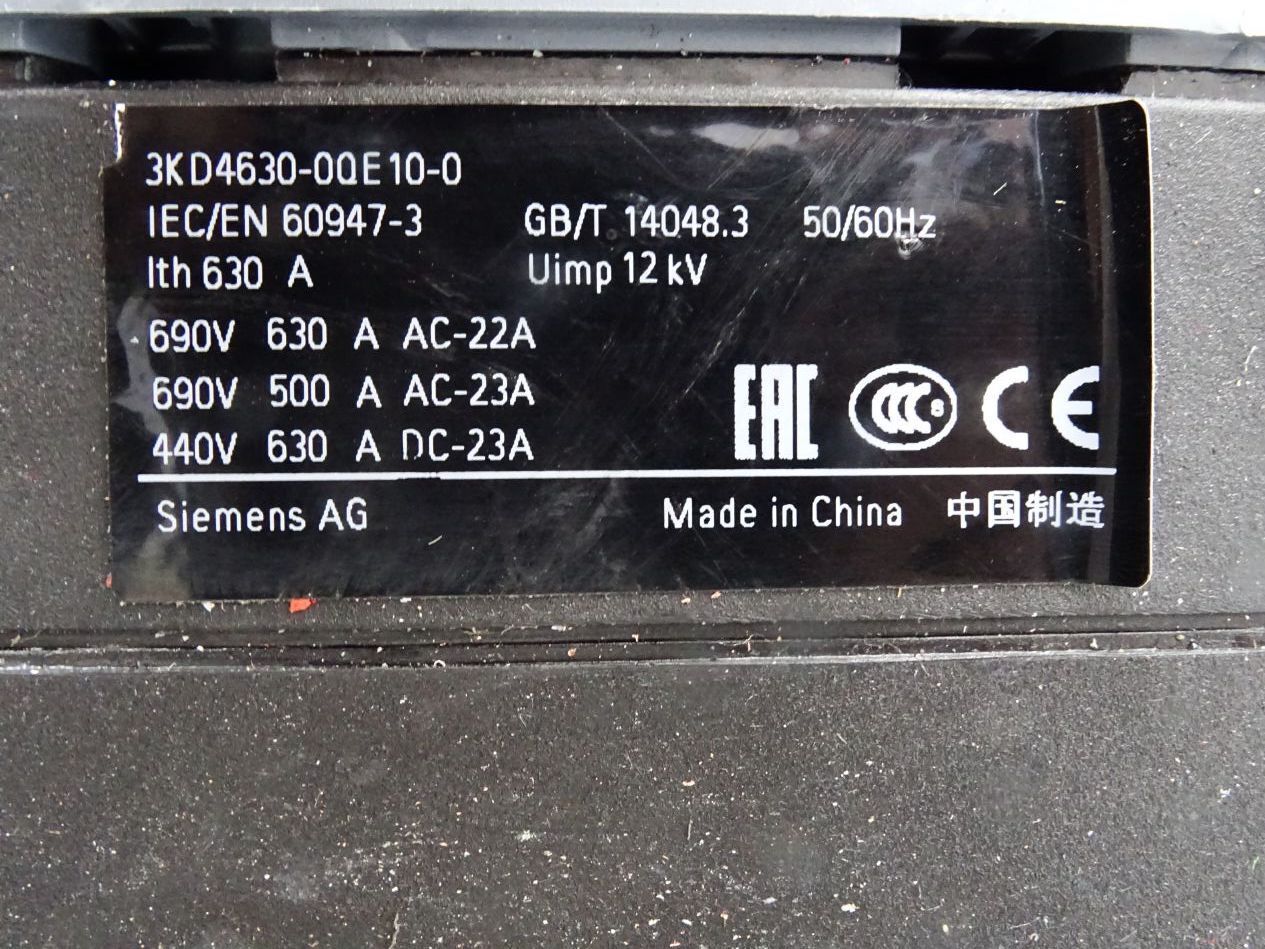 3KD4630-0QE10-0
IEC/EN 60947-3 GB/T 14048.3 50/60Hz
Ith 630 A Uimp 12 kV
690V 630 A AC-22A
690V 500 A AC-23A
440V 630 A DC-23A
EAC CCC S CE
Siemens AG Made in China 中国制造